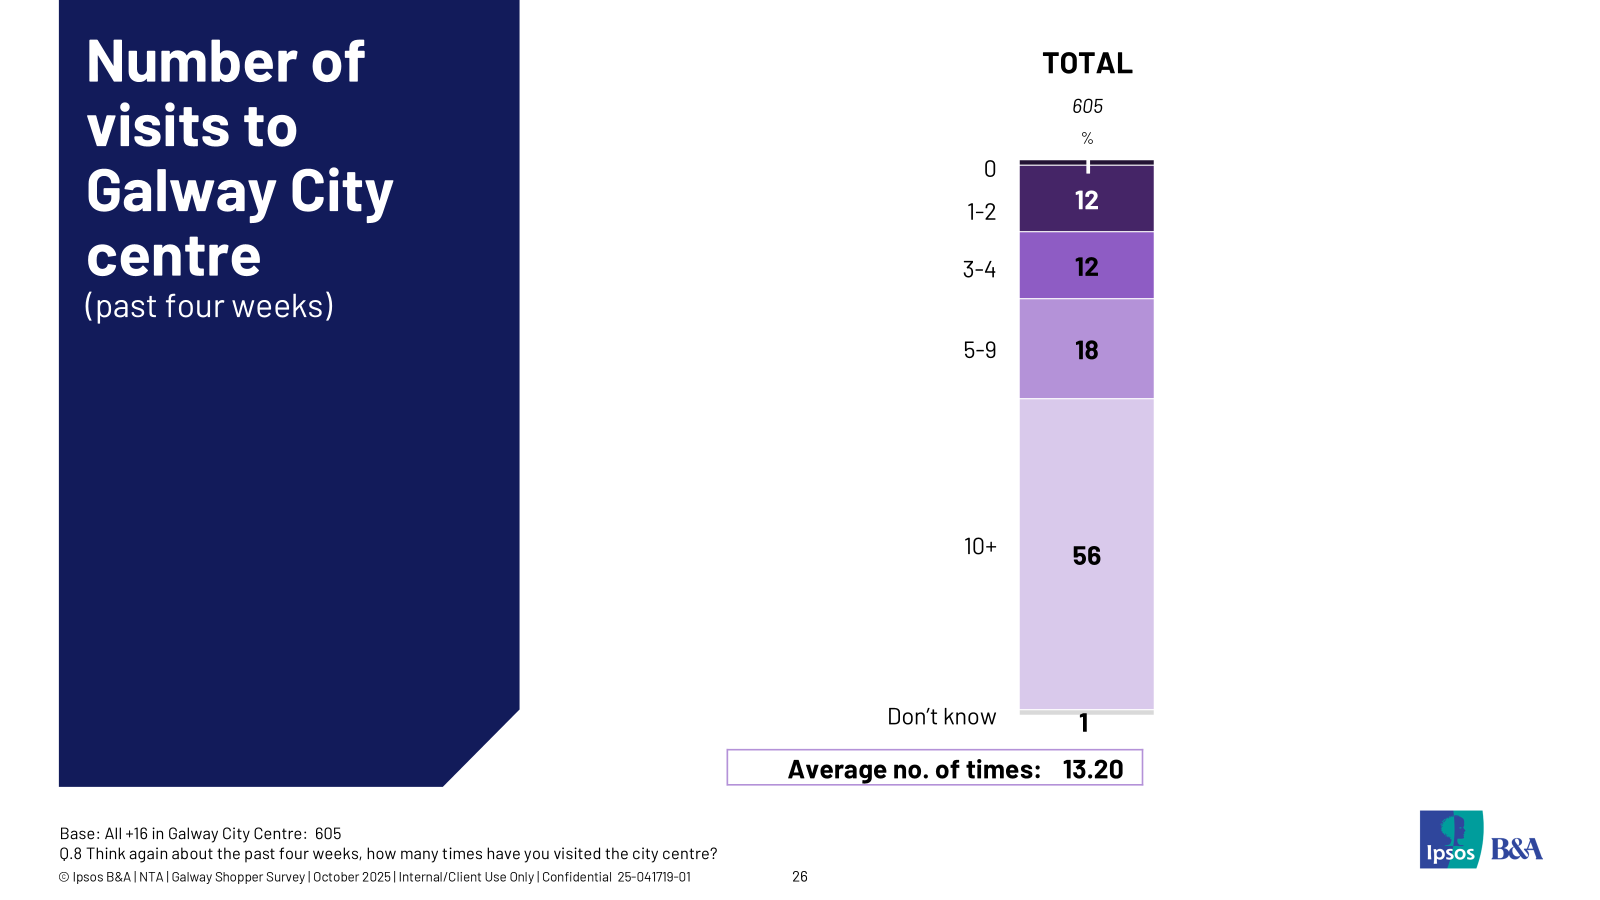 Number of
visits to
Galway City
centre
(past four weeks)
TOTAL
605
%
0
1-2
12
3-4
12
5-9
18
10+
56
Don't know
1
Average no. of times: 13.20
Base: All +16 in Galway City Centre: 605
Q.8 Think again about the past four weeks, how many times have you visited the city centre?
© Ipsos B&A | NTA | Galway Shopper Survey | October 2025 | Internal/Client Use Only | Confidential 25-041719-01
26
Ipsos
B&A